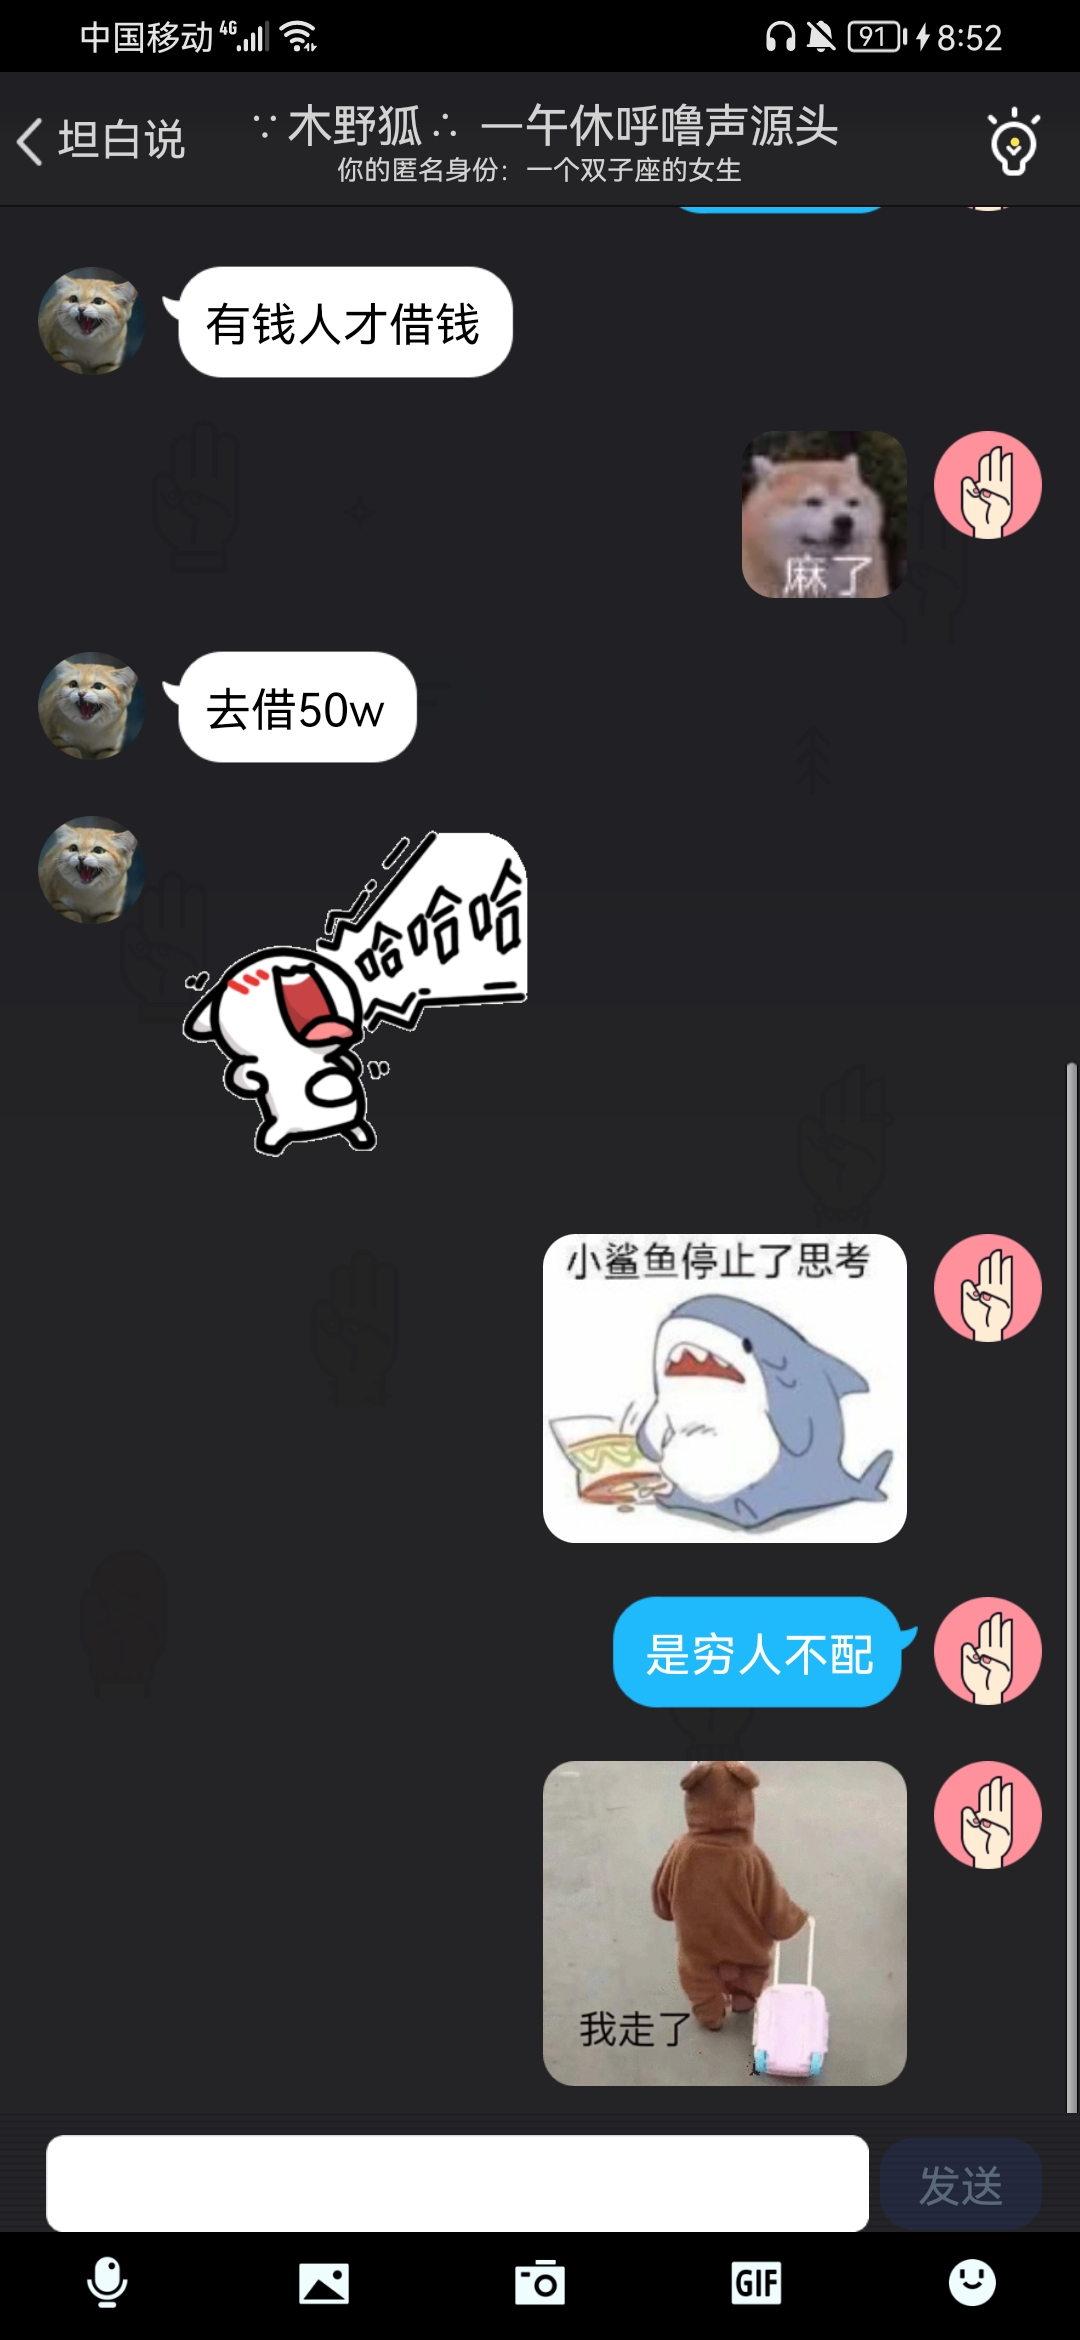 中国移动 4G 91 8:52
坦白说
∵木野狐∴ 一午休呼噜声源头
你的匿名身份：一个双子座的女生
有钱人才借钱
麻了
去借50w
哈哈哈
小鲨鱼停止了思考
是穷人不配
我走了
发送
GIF